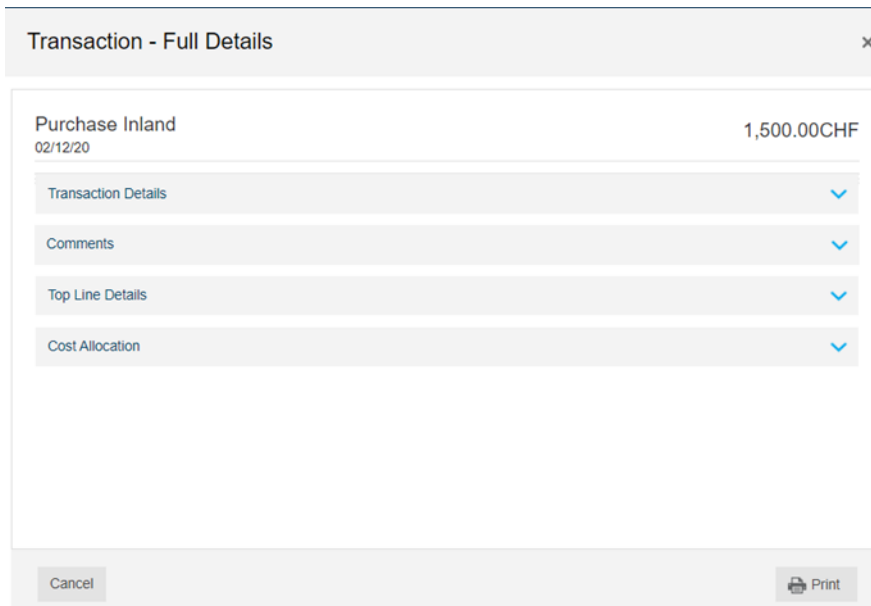 Transaction - Full Details
Purchase Inland
1,500.00CHF
02/12/20
Transaction Details
Comments
Top Line Details
Cost Allocation
Cancel
Print